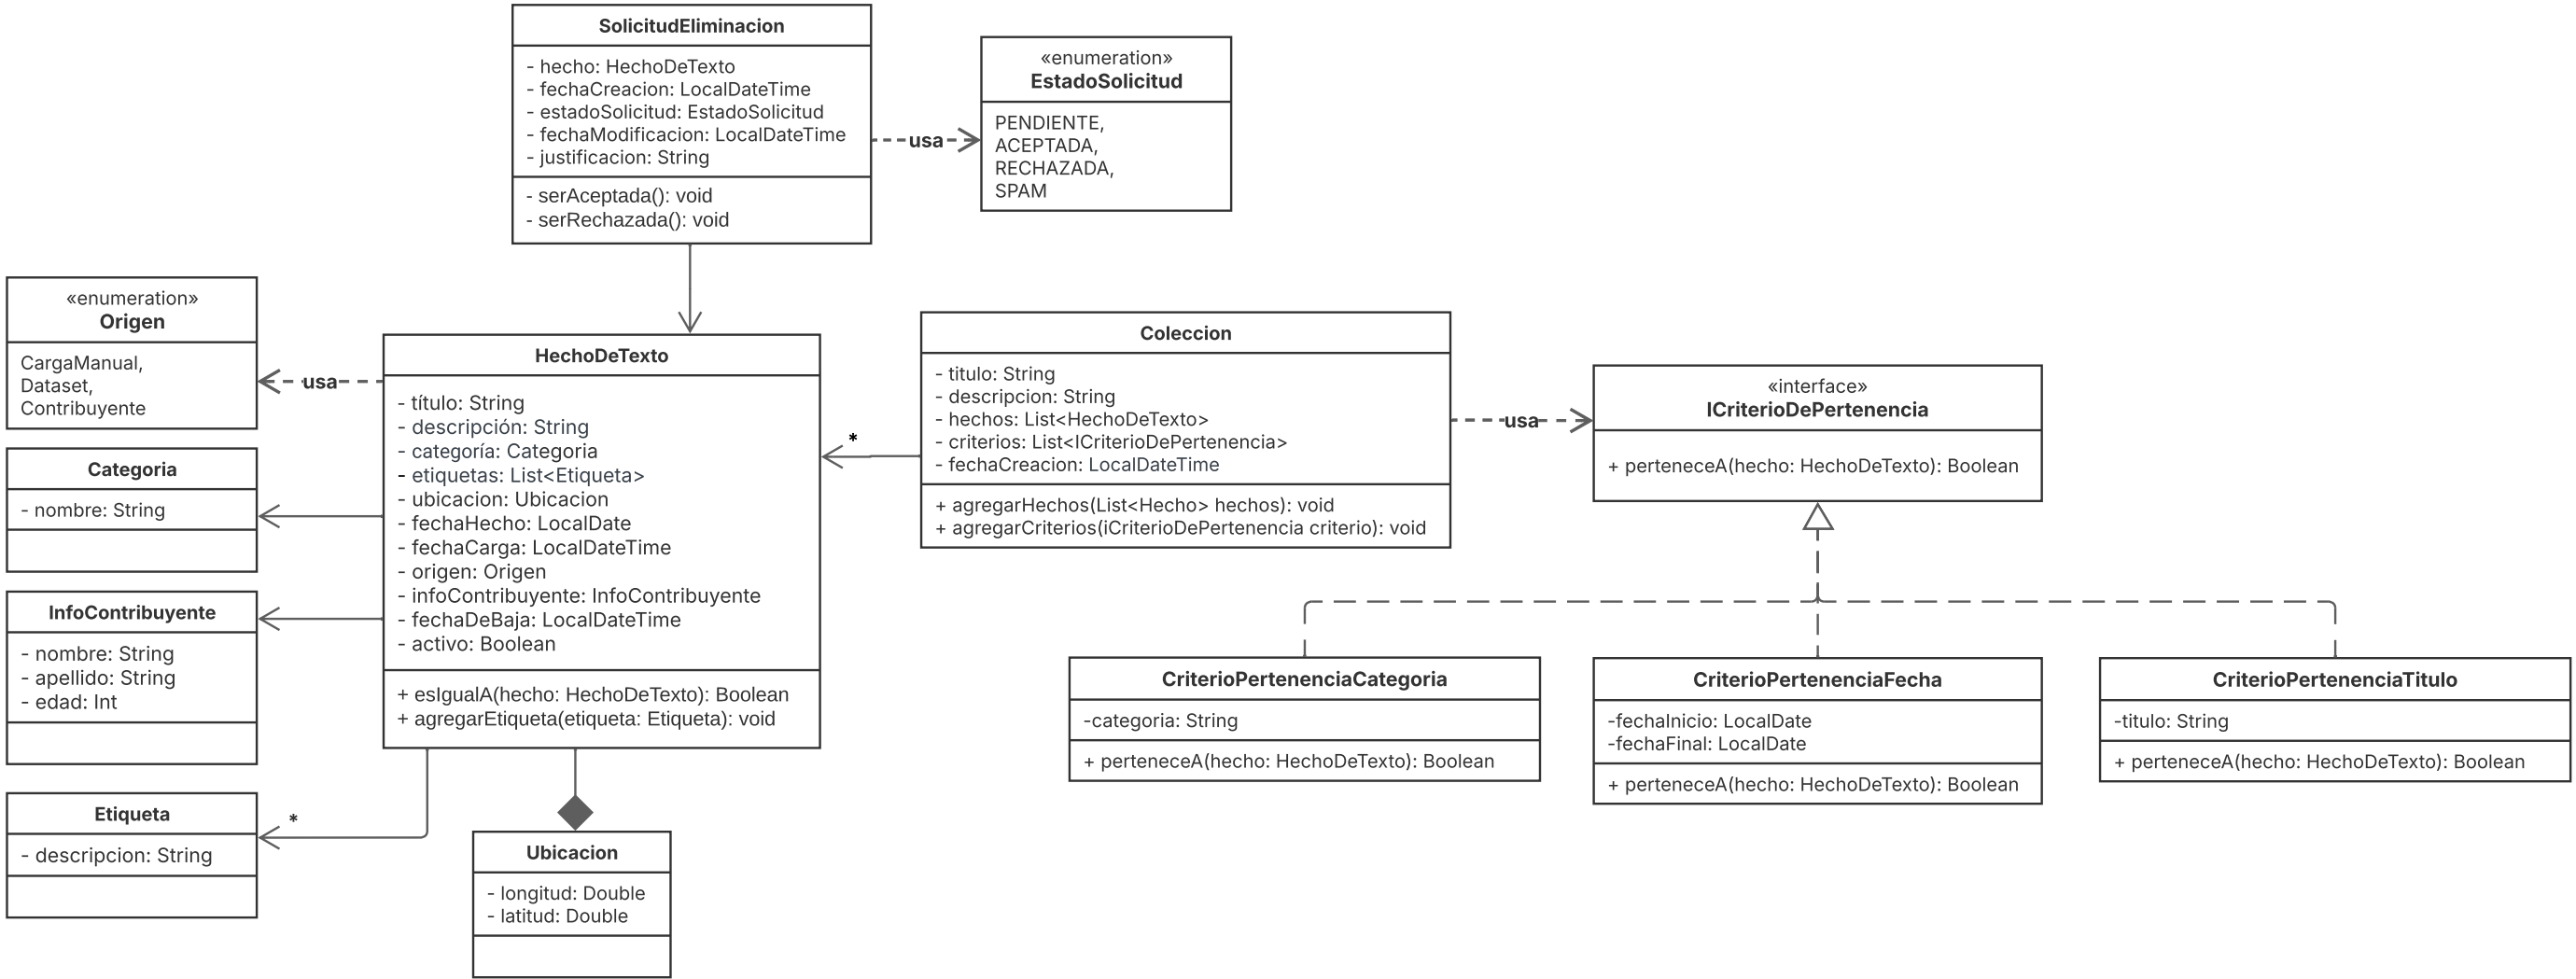 SolicitudEliminacion
- hecho: HechoDeTexto
- fechaCreacion: LocalDateTime
- estadoSolicitud: EstadoSolicitud
- fechaModificacion: LocalDateTime
- justificacion: String
- serAceptada(): void
- serRechazada(): void
usa
«enumeration»
EstadoSolicitud
PENDIENTE,
ACEPTADA,
RECHAZADA,
SPAM
«enumeration»
Origen
CargaManual,
Dataset,
Contribuyente
usa
Categoria
- nombre: String
InfoContribuyente
- nombre: String
- apellido: String
- edad: Int
Etiqueta
- descripcion: String
*
HechoDeTexto
- título: String
- descripción: String
- categoría: Categoria
- etiquetas: List<Etiqueta>
- ubicacion: Ubicacion
- fechaHecho: LocalDate
- fechaCarga: LocalDateTime
- origen: Origen
- infoContribuyente: InfoContribuyente
- fechaDeBaja: LocalDateTime
- activo: Boolean
+ esIgualA(hecho: HechoDeTexto): Boolean
+ agregarEtiqueta(etiqueta: Etiqueta): void
Ubicacion
- longitud: Double
- latitud: Double
*
Coleccion
- titulo: String
- descripcion: String
- hechos: List<HechoDeTexto>
- criterios: List<ICriterioDePertenencia>
- fechaCreacion: LocalDateTime
+ agregarHechos(List<Hecho> hechos): void
+ agregarCriterios(iCriterioDePertenencia criterio): void
usa
«interface»
ICriterioDePertenencia
+ perteneceA(hecho: HechoDeTexto): Boolean
CriterioPertenenciaCategoria
-categoria: String
+ perteneceA(hecho: HechoDeTexto): Boolean
CriterioPertenenciaFecha
-fechaInicio: LocalDate
-fechaFinal: LocalDate
+ perteneceA(hecho: HechoDeTexto): Boolean
CriterioPertenenciaTitulo
-titulo: String
+ perteneceA(hecho: HechoDeTexto): Boolean